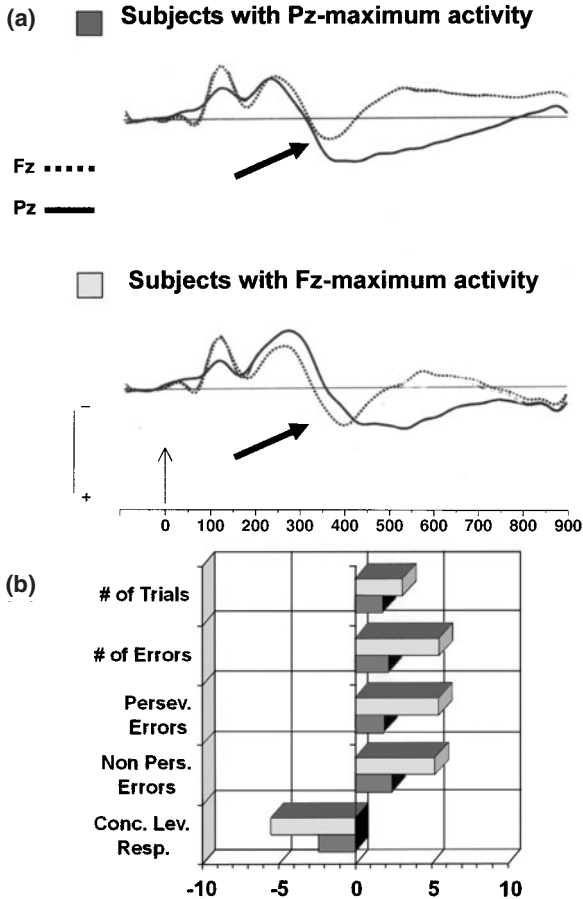 (a)
Subjects with Pz-maximum activity
Fz
Pz
Subjects with Fz-maximum activity
–
+
0 100 200 300 400 500 600 700 800 900
(b)
# of Trials
# of Errors
Persev.
Errors
Non Pers.
Errors
Conc. Lev.
Resp.
-10 -5 0 5 10